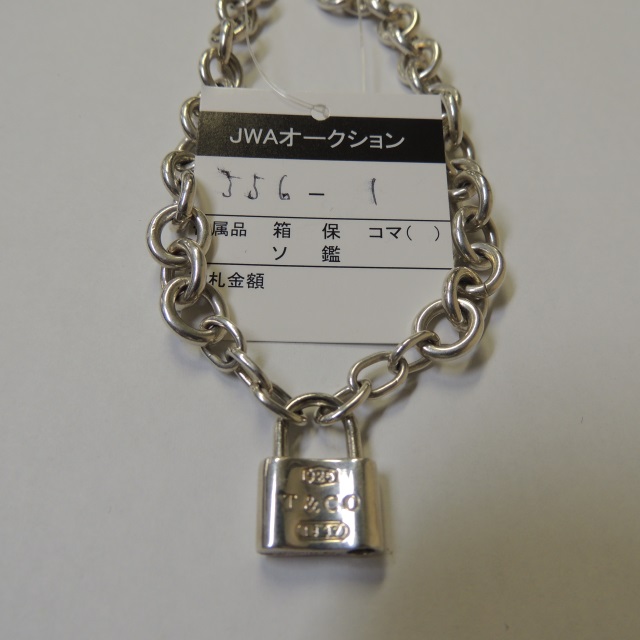 JWAオークション
556-1
属品 箱 保 コマ( )
ソ 鑑
札金額
925
T & CO
1837